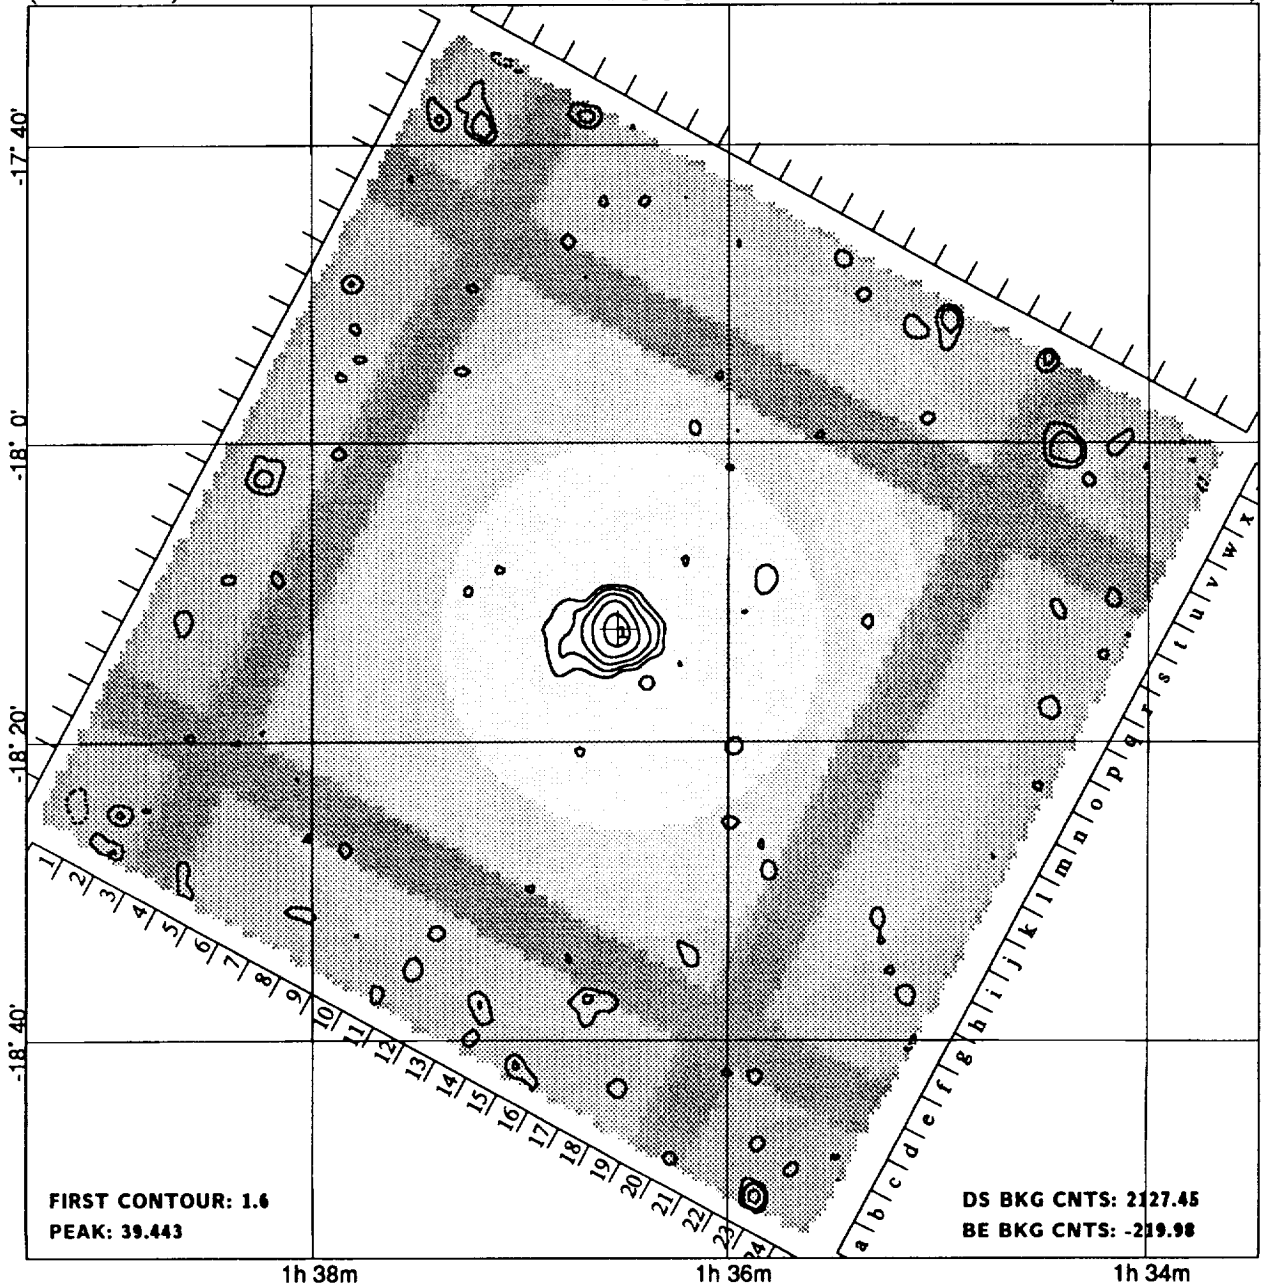 -17° 40'
-18° 0'
-18° 20'
-18° 40'
1 2 3 4 5 6 7 8 9 10 11 12 13 14 15 16 17 18 19 20 21 22 23 24
a b c d e f g h i j k l m n o p q r s t u v w x
FIRST CONTOUR: 1.6
PEAK: 39.443
DS BKG CNTS: 2127.45
BE BKG CNTS: -219.98
1h 38m
1h 36m
1h 34m